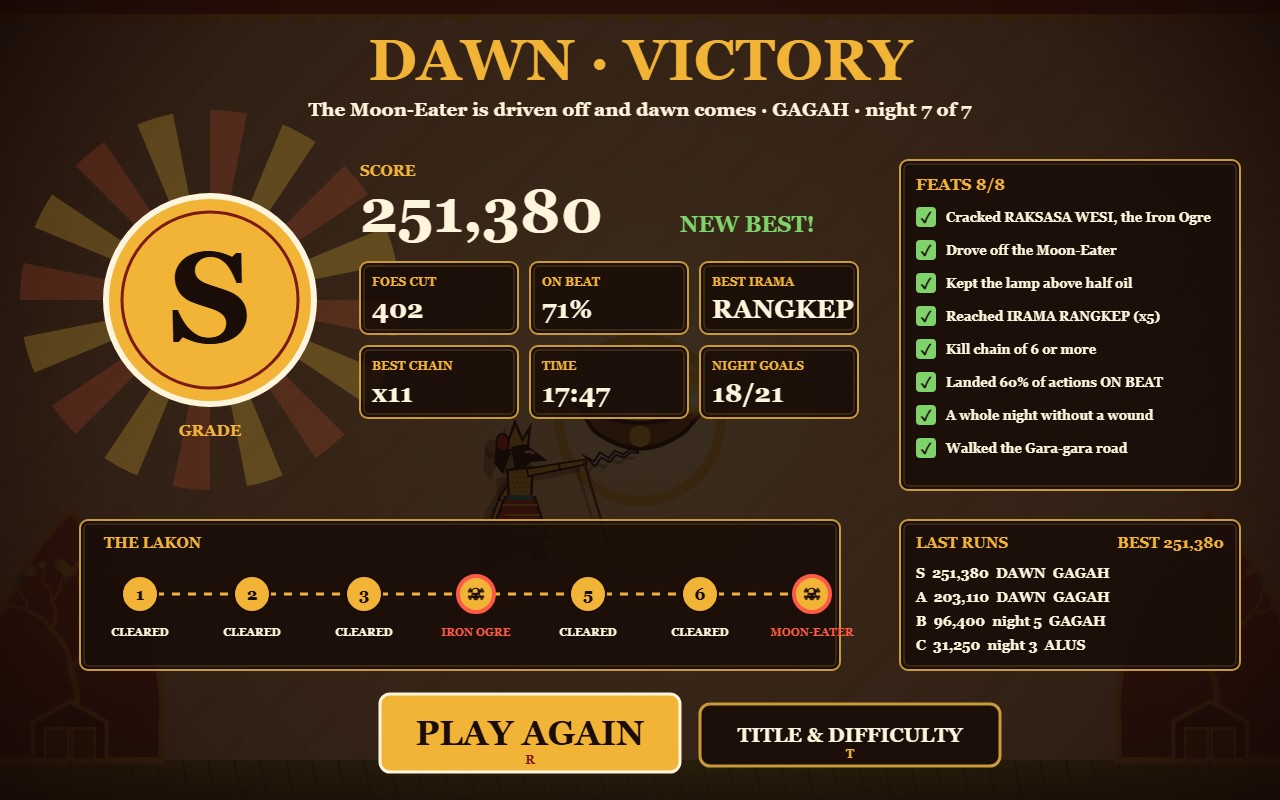 DAWN · VICTORY
The Moon-Eater is driven off and dawn comes · GAGAH · night 7 of 7
S
GRADE
SCORE
251,380
NEW BEST!
FOES CUT
402
ON BEAT
71%
BEST IRAMA
RANGKEP
BEST CHAIN
x11
TIME
17:47
NIGHT GOALS
18/21
FEATS 8/8
Cracked RAKSASA WESI, the Iron Ogre
Drove off the Moon-Eater
Kept the lamp above half oil
Reached IRAMA RANGKEP (x5)
Kill chain of 6 or more
Landed 60% of actions ON BEAT
A whole night without a wound
Walked the Gara-gara road
THE LAKON
1 2 3 5 6
CLEARED CLEARED CLEARED IRON OGRE CLEARED CLEARED MOON-EATER
LAST RUNS BEST 251,380
S 251,380 DAWN GAGAH
A 203,110 DAWN GAGAH
B 96,400 night 5 GAGAH
C 31,250 night 3 ALUS
PLAY AGAIN
R
TITLE & DIFFICULTY
T